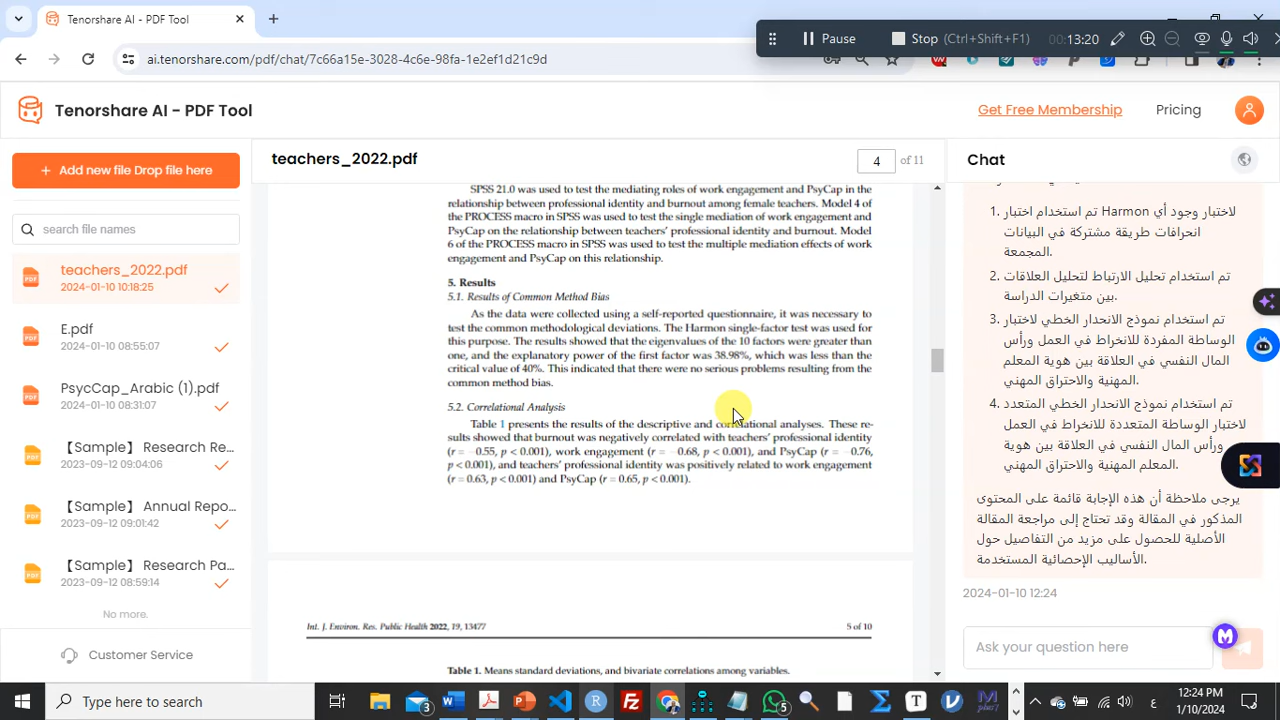 Tenorshare AI - PDF Tool
Pause
Stop (Ctrl+Shift+F1)
00:13:20
ai.tenorshare.com/pdf/chat/7c66a15e-3028-4c6e-98fa-1e2ef1d21c9d
Tenorshare AI - PDF Tool
Get Free Membership
Pricing
+ Add new file Drop file here
search file names
teachers_2022.pdf
2024-01-10 10:18:25
E.pdf
2024-01-10 08:55:07
PsycCap_Arabic (1).pdf
2024-01-10 08:31:07
【Sample】 Research Re...
2023-09-12 09:04:06
【Sample】 Annual Repo...
2023-09-12 09:01:42
【Sample】 Research Pa...
2023-09-12 08:59:14
No more.
Customer Service
teachers_2022.pdf
4 of 11
SPSS 21.0 was used to test the mediating roles of work engagement and PsyCap in the
relationship between professional identity and burnout among female teachers. Model 4
of the PROCESS macro in SPSS was used to test the single mediation of work engagement and
PsyCap on the relationship between teachers' professional identity and burnout. Model
6 of the PROCESS macro in SPSS was used to test the multiple mediation effects of work
engagement and PsyCap on this relationship.
5. Results
5.1. Results of Common Method Bias
As the data were collected using a self-reported questionnaire, it was necessary to
test the common methodological deviations. The Harmon single-factor test was used for
this purpose. The results showed that the eigenvalues of the 10 factors were greater than
one, and the explanatory power of the first factor was 38.98%, which was less than the
critical value of 40%. This indicated that there were no serious problems resulting from the
common method bias.
5.2. Correlational Analysis
Table 1 presents the results of the descriptive and correlational analyses. These re-
sults showed that burnout was negatively correlated with teachers' professional identity
(r = −0.55, p < 0.001), work engagement (r = −0.68, p < 0.001), and PsyCap (r = −0.76,
p < 0.001), and teachers' professional identity was positively related to work engagement
(r = 0.63, p < 0.001) and PsyCap (r = 0.65, p < 0.001).
Int. J. Environ. Res. Public Health 2022, 19, 13477
5 of 10
Table 1. Means standard deviations, and bivariate correlations among variables.
Chat
1. تم استخدام اختبار Harmon لاختبار وجود أي
انحرافات طريقة مشتركة في البيانات
المجمعة.
2. تم استخدام تحليل الارتباط لتحليل العلاقات
بين متغيرات الدراسة.
3. تم استخدام نموذج الانحدار الخطي لاختبار
الوساطة المفردة للانخراط في العمل ورأس
المال النفسي في العلاقة بين هوية المعلم
المهنية والاحتراق المهني.
4. تم استخدام نموذج الانحدار الخطي المتعدد
لاختبار الوساطة المتعددة للانخراط في العمل
ورأس المال النفسي في العلاقة بين هوية
المعلم المهنية والاحتراق المهني.
يرجى ملاحظة أن هذه الإجابة قائمة على المحتوى
المذكور في المقالة وقد تحتاج إلى مراجعة المقالة
الأصلية للحصول على مزيد من التفاصيل حول
الأساليب الإحصائية المستخدمة.
2024-01-10 12:24
Ask your question here
Type here to search
12:24 PM
1/10/2024